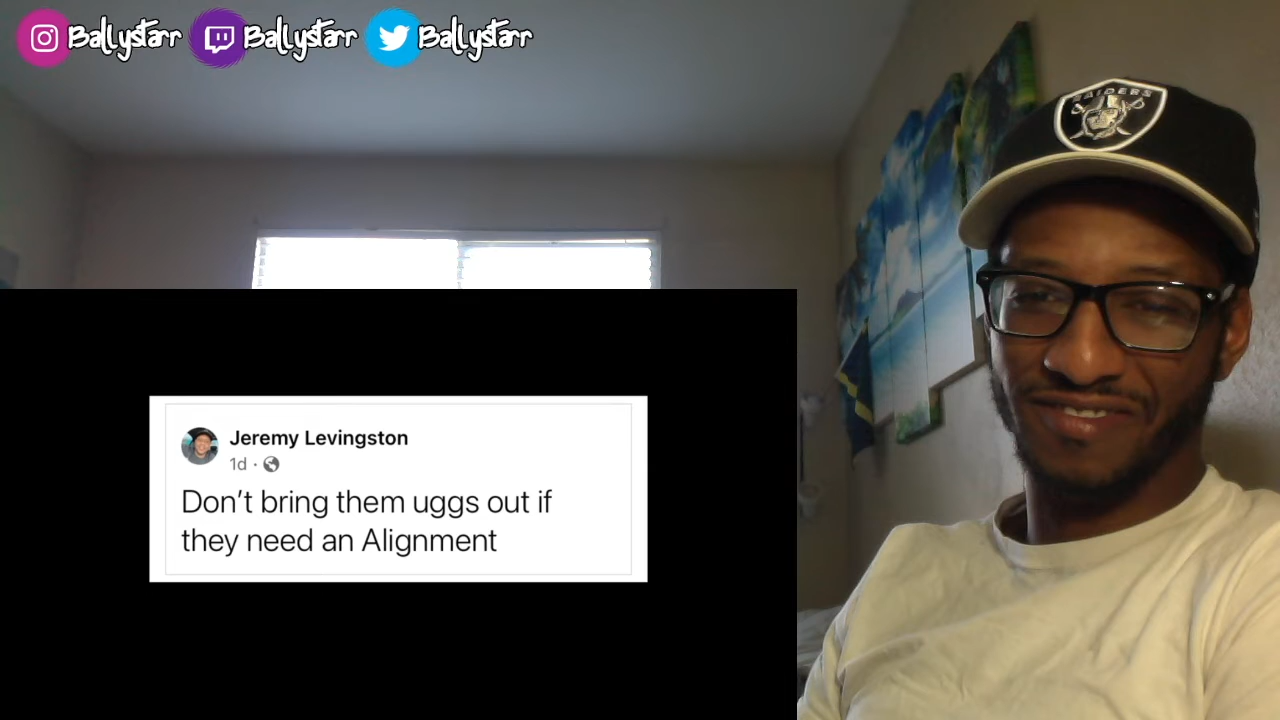 Ballystarr Ballystarr Ballystarr
RAIDERS
Jeremy Levingston
1d ·
Don't bring them uggs out if
they need an Alignment